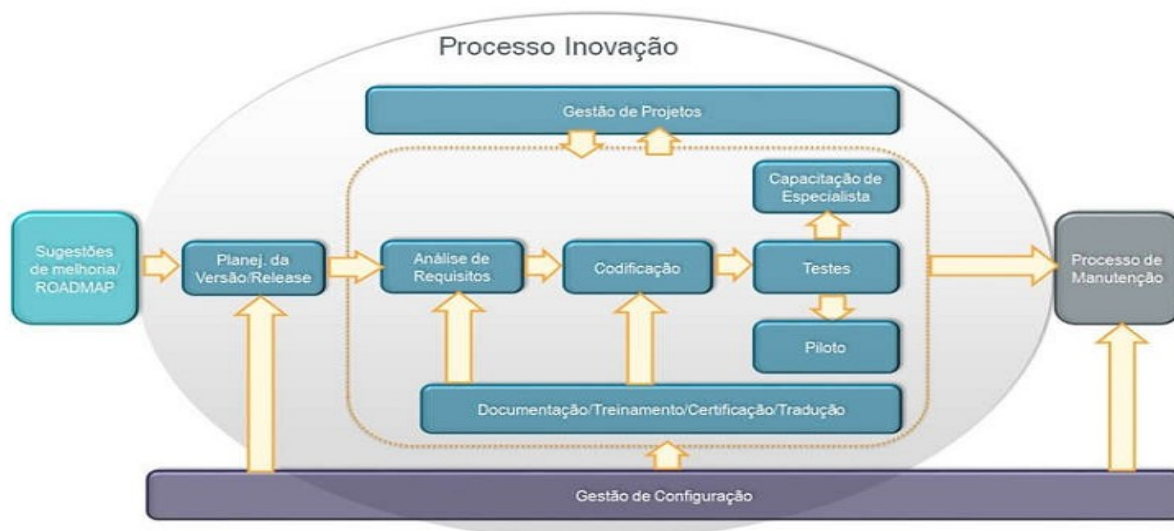 Processo Inovação
Gestão de Projetos
Capacitação de
Especialista
Sugestões
de melhoria/
ROADMAP
Planej. da
Versão/Release
Análise de
Requisitos
Codificação
Testes
Processo de
Manutenção
Piloto
Documentação/Treinamento/Certificação/Tradução
Gestão de Configuração